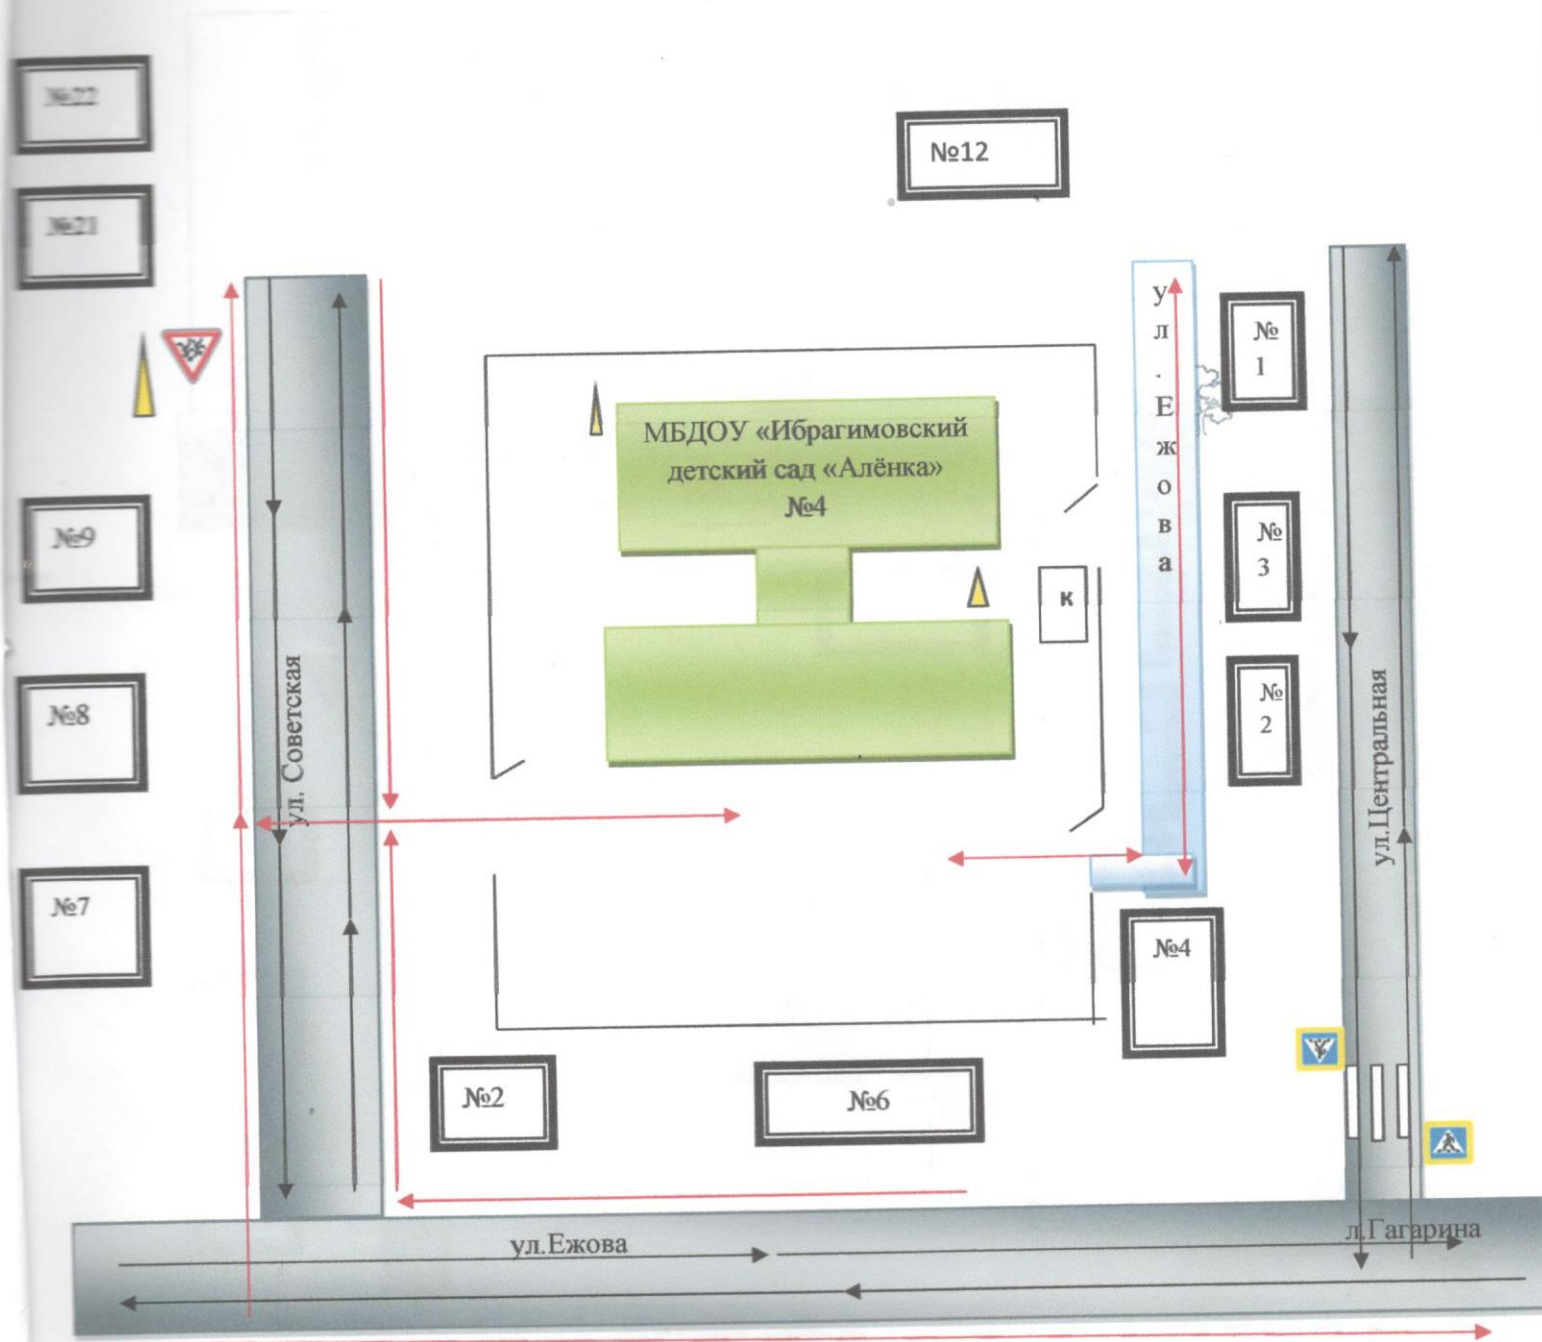 №22
№12
№21
ул. Ежова
№
1
МБДОУ «Ибрагимовский
детский сад «Алёнка»
№4
№9
№
3
к
№8
ул. Советская
№
2
ул.Центральная
№7
№4
№2
№6
ул.Ежова
л.Гагарина